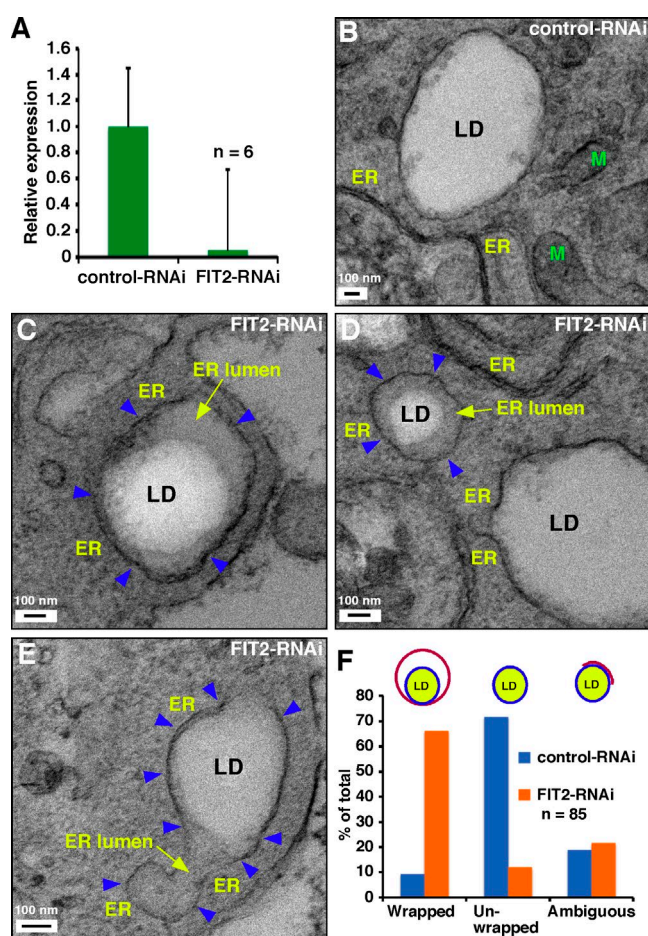 A
Relative expression
1.6
1.4
1.2
1.0
0.8
0.6
0.4
0.2
0
n = 6
control-RNAi FIT2-RNAi
B control-RNAi
LD
M
ER
ER
M
100 nm
C FIT2-RNAi
ER lumen
ER
LD
ER
100 nm
D FIT2-RNAi
ER
LD ER lumen
ER
ER
LD
ER
100 nm
E FIT2-RNAi
ER
LD
ER lumen
ER
ER
100 nm
F
LD LD LD
% of total
80
70
60
50
40
30
20
10
0
control-RNAi
FIT2-RNAi
n = 85
Wrapped Un- Ambiguous
wrapped